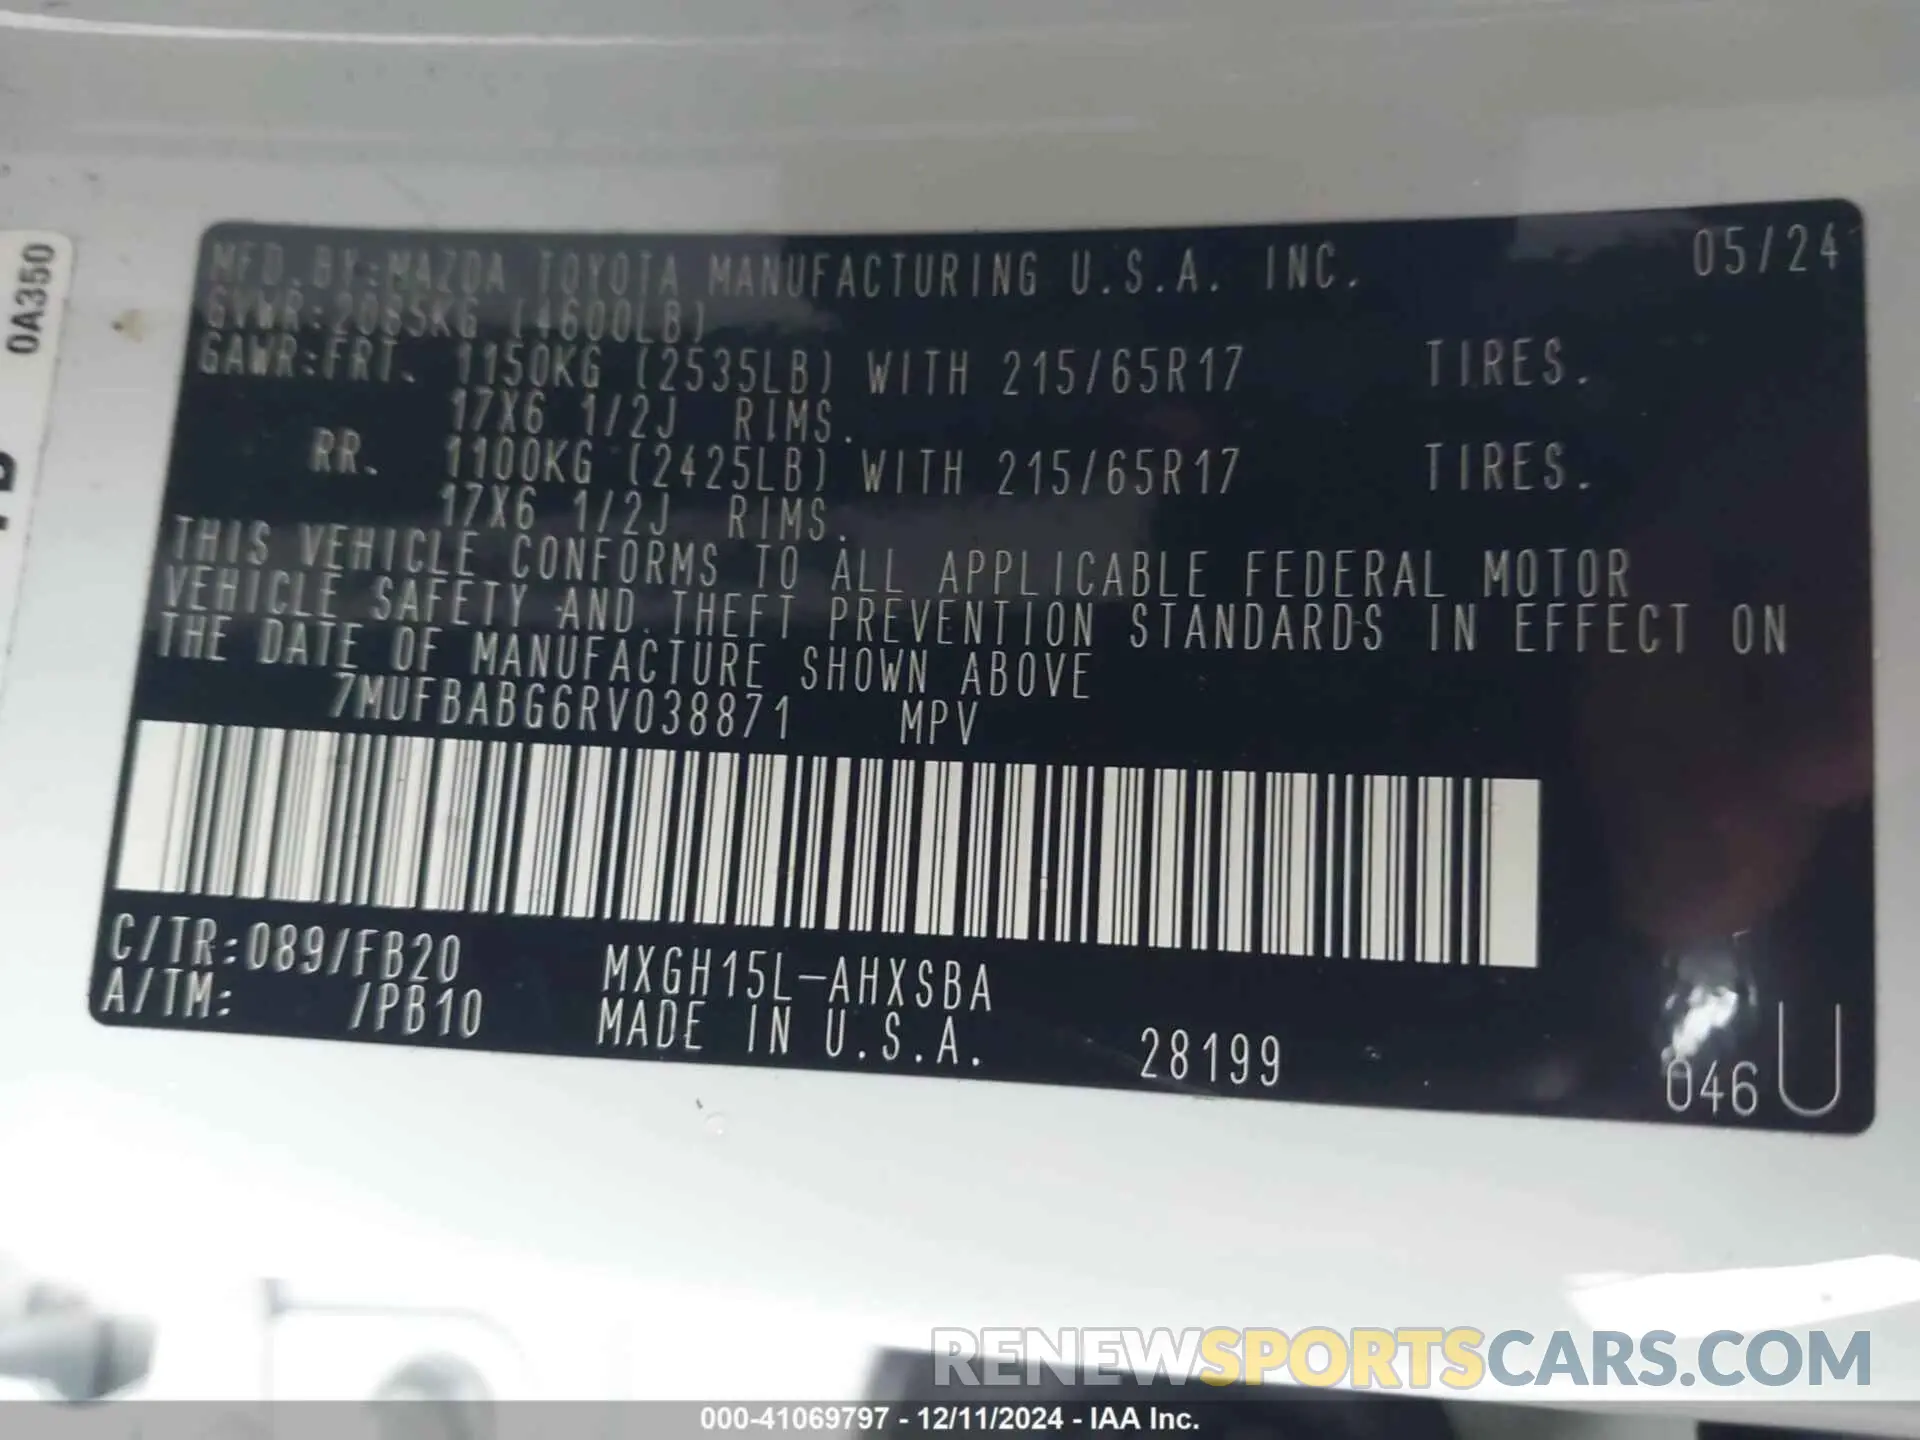 0A350
MFD.BY:MAZDA TOYOTA MANUFACTURING U.S.A. INC. 05/24
GVWR:2085KG (4600LB)
GAWR:FRT. 1150KG (2535LB) WITH 215/65R17 TIRES.
17X6 1/2J RIMS.
RR. 1100KG (2425LB) WITH 215/65R17 TIRES.
17X6 1/2J RIMS.
THIS VEHICLE CONFORMS TO ALL APPLICABLE FEDERAL MOTOR
VEHICLE SAFETY AND THEFT PREVENTION STANDARDS IN EFFECT ON
THE DATE OF MANUFACTURE SHOWN ABOVE
7MUFBABG6RV038871 MPV
C/TR:089/FB20 MXGH15L-AHXSBA
A/TM: /PB10 MADE IN U.S.A. 28199 046 U
RENEWSPORTSCARS.COM
000-41069797 - 12/11/2024 - IAA Inc.